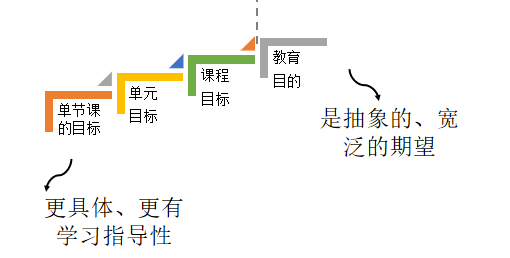 教育
目的
课程
目标
单元
目标
单节课
的目标
是抽象的、宽
泛的期望
更具体、更有
学习指导性